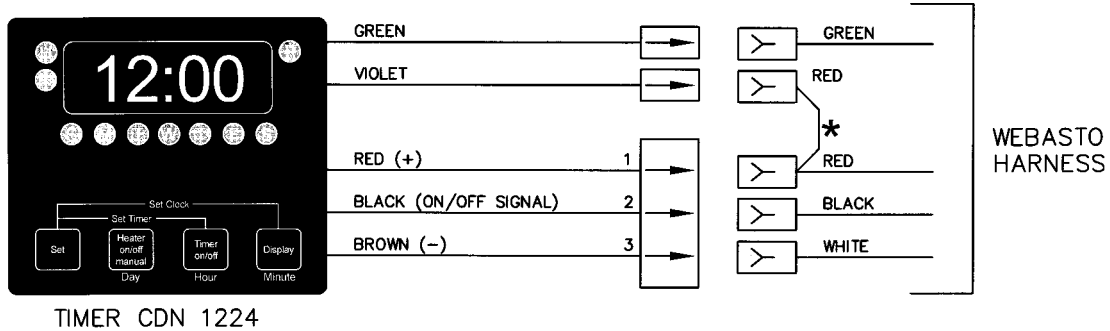 GREEN
GREEN
VIOLET
RED
12:00
*
RED (+)
1
RED
WEBASTO
HARNESS
BLACK (ON/OFF SIGNAL)
2
BLACK
BROWN (-)
3
WHITE
Set Clock
Set Timer
Set
Heater
on/off
manual
Timer
on/off
Display
Day
Hour
Minute
TIMER CDN 1224